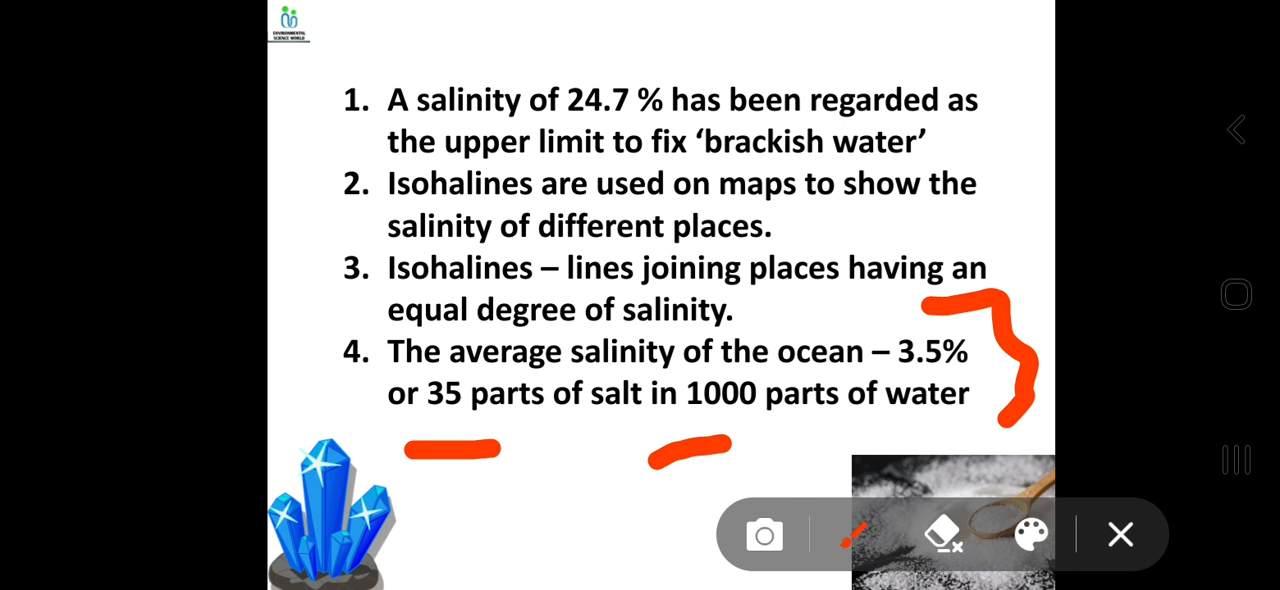 ENVIRONMENTAL
SCIENCE WORLD
1. A salinity of 24.7 % has been regarded as
the upper limit to fix ‘brackish water’
2. Isohalines are used on maps to show the
salinity of different places.
3. Isohalines – lines joining places having an
equal degree of salinity.
4. The average salinity of the ocean – 3.5%
or 35 parts of salt in 1000 parts of water